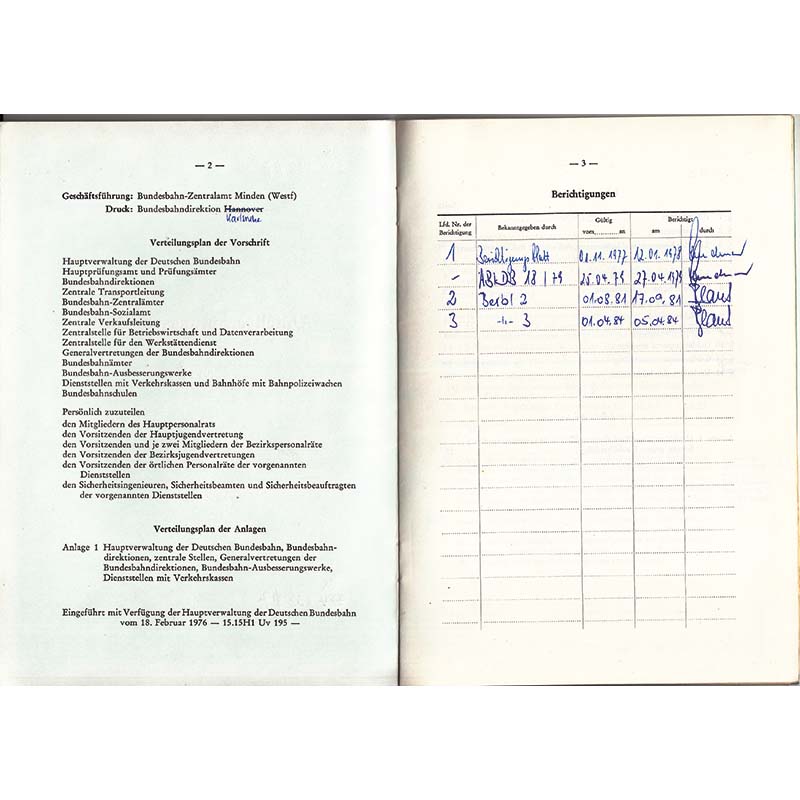 — 2 —
Geschäftsführung: Bundesbahn-Zentralamt Minden (Westf)
Druck: Bundesbahndirektion Hannover
Karlsruhe
Verteilungsplan der Vorschrift
Hauptverwaltung der Deutschen Bundesbahn
Hauptprüfungsamt und Prüfungsämter
Bundesbahndirektionen
Zentrale Transportleitung
Bundesbahn-Zentralämter
Bundesbahn-Sozialamt
Zentrale Verkaufsleitung
Zentralstelle für Betriebswirtschaft und Datenverarbeitung
Zentralstelle für den Werkstättendienst
Generalvertretungen der Bundesbahndirektionen
Bundesbahnämter
Bundesbahn-Ausbesserungswerke
Dienststellen mit Verkehrskassen und Bahnhöfe mit Bahnpolizeiwachen
Bundesbahnschulen
Persönlich zuzuteilen
den Mitgliedern des Hauptpersonalrats
den Vorsitzenden der Hauptjugendvertretung
den Vorsitzenden und je zwei Mitgliedern der Bezirkspersonalräte
den Vorsitzenden der Bezirksjugendvertretungen
den Vorsitzenden der örtlichen Personalräte der vorgenannten
Dienststellen
den Sicherheitsingenieuren, Sicherheitsbeamten und Sicherheitsbeauftragten
der vorgenannten Dienststellen
Verteilungsplan der Anlagen
Anlage 1 Hauptverwaltung der Deutschen Bundesbahn, Bundesbahn-
direktionen, zentrale Stellen, Generalvertretungen der
Bundesbahndirektionen, Bundesbahn-Ausbesserungswerke,
Dienststellen mit Verkehrskassen
Eingeführt mit Verfügung der Hauptverwaltung der Deutschen Bundesbahn
vom 18. Februar 1976 — 15.15H1 Uv 195 —
— 3 —
Berichtigungen
Lfd. Nr. der Berichtigung Bekanntgegeben durch Gültig vom........ an Berichtigt am durch
1 Berichtigungsblatt 01.11.1977 12.01.1978
- ABlDB 18/79 25.04.79 27.04.1979
2 Berbl 2 01.08.81 17.09.81
3 -"- 3 01.04.84 05.04.84